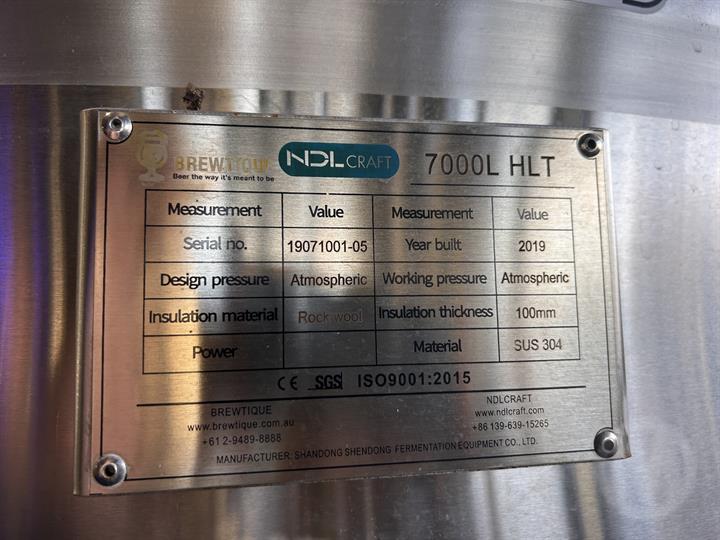 BREWTIQUE NDL CRAFT 7000L HLT
Beer the way it's meant to be
Measurement Value Measurement Value
Serial no. 19071001-05 Year built 2019
Design pressure Atmospheric Working pressure Atmospheric
Insulation material Rock wool Insulation thickness 100mm
Power Material SUS 304
CE SGS ISO9001:2015
BREWTIQUE NDLCRAFT
www.brewtique.com.au www.ndlcraft.com
+61 2-9489-8888 +86 139-639-15265
MANUFACTURER: SHANDONG SHENDONG FERMENTATION EQUIPMENT CO., LTD.